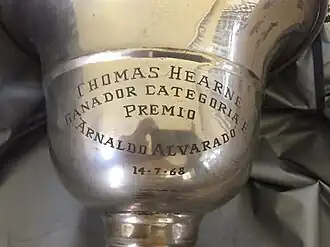 THOMAS HEARNE
GANADOR CATEGORIA E
PREMIO
ARNALDO ALVARADO
14-7-68